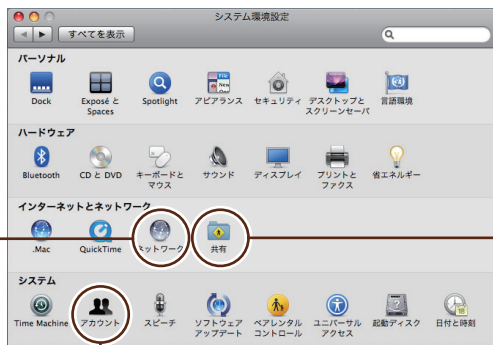 システム環境設定
すべてを表示
パーソナル
Dock
Exposé と
Spaces
Spotlight
アピアランス
セキュリティ
デスクトップと
スクリーンセーバ
言語環境
ハードウェア
Bluetooth
CD と DVD
キーボードと
マウス
サウンド
ディスプレイ
プリントと
ファクス
省エネルギー
インターネットとネットワーク
.Mac
QuickTime
ネットワーク
共有
システム
Time Machine
アカウント
スピーチ
ソフトウェア
アップデート
ペアレンタル
コントロール
ユニバーサル
アクセス
起動ディスク
日付と時刻